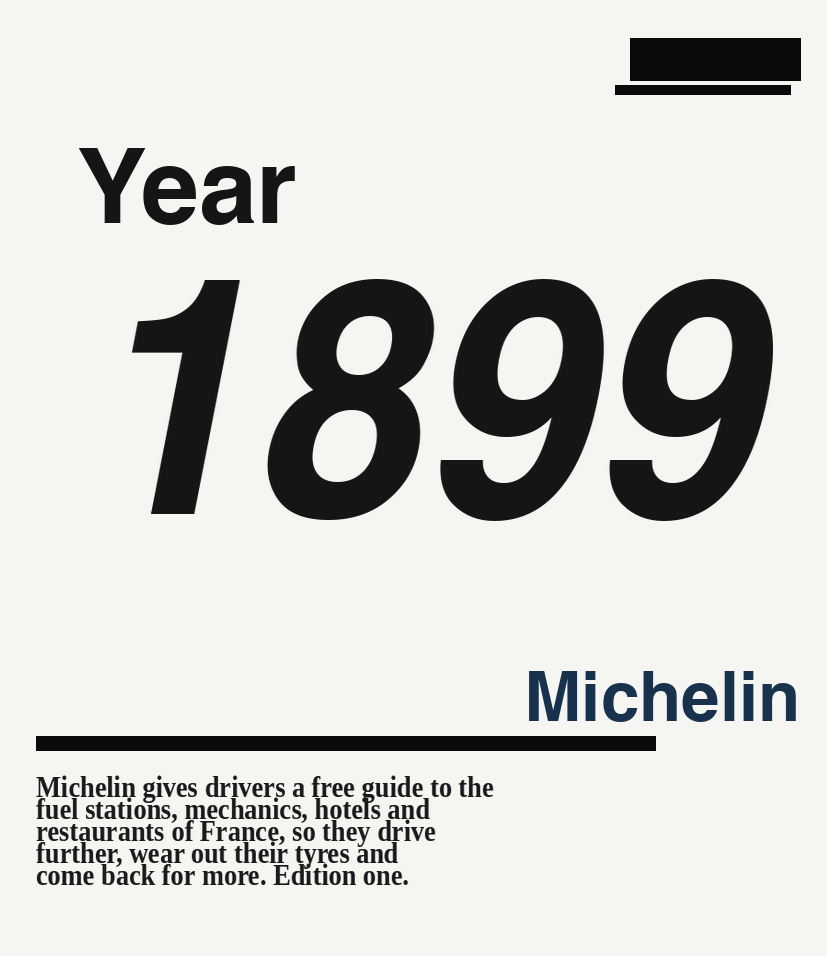 Year
1899
Michelin
Michelin gives drivers a free guide to the
fuel stations, mechanics, hotels and
restaurants of France, so they drive
further, wear out their tyres and
come back for more. Edition one.